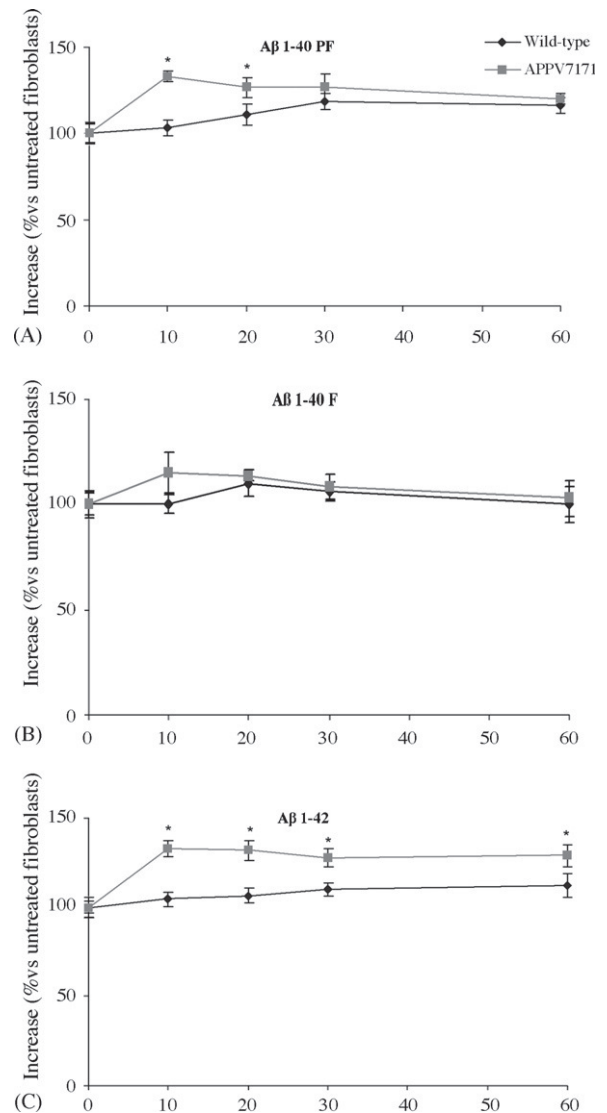 Aβ 1-40 PF
Wild-type
APPV717I
Increase (%vs untreated fibroblasts)
150
*
*
100
50
0
0 10 20 30 40 50 60
(A)
Aβ 1-40 F
Increase (%vs untreated fibroblasts)
150
100
50
0
0 10 20 30 40 50 60
(B)
Aβ 1-42
Increase (%vs untreated fibroblasts)
150
* * * *
100
50
0
0 10 20 30 40 50 60
(C)